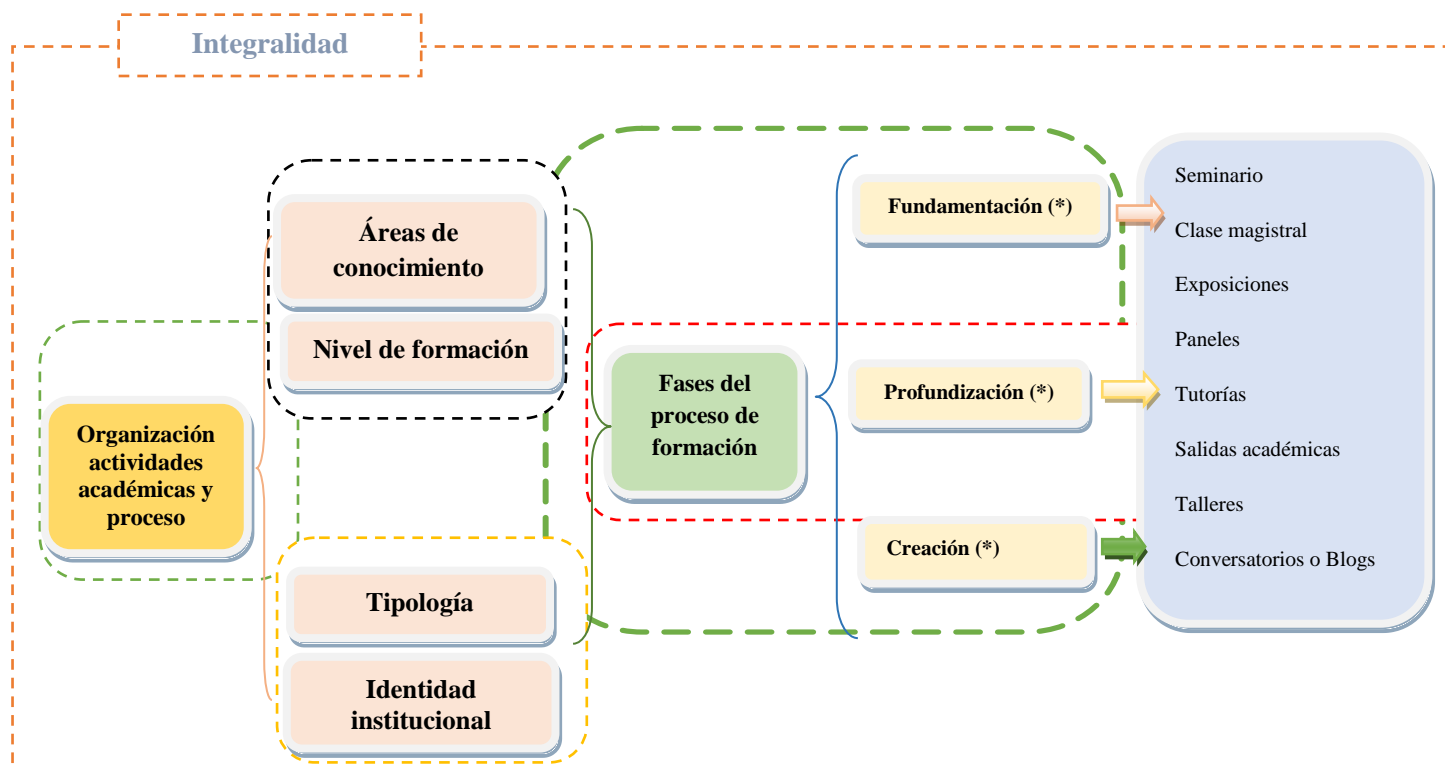 Integralidad
Áreas de
conocimiento
Nivel de formación
Organización
actividades
académicas y
proceso
Tipología
Identidad
institucional
Fases del
proceso de
formación
Fundamentación (*)
Profundización (*)
Creación (*)
Seminario
Clase magistral
Exposiciones
Paneles
Tutorías
Salidas académicas
Talleres
Conversatorios o Blogs